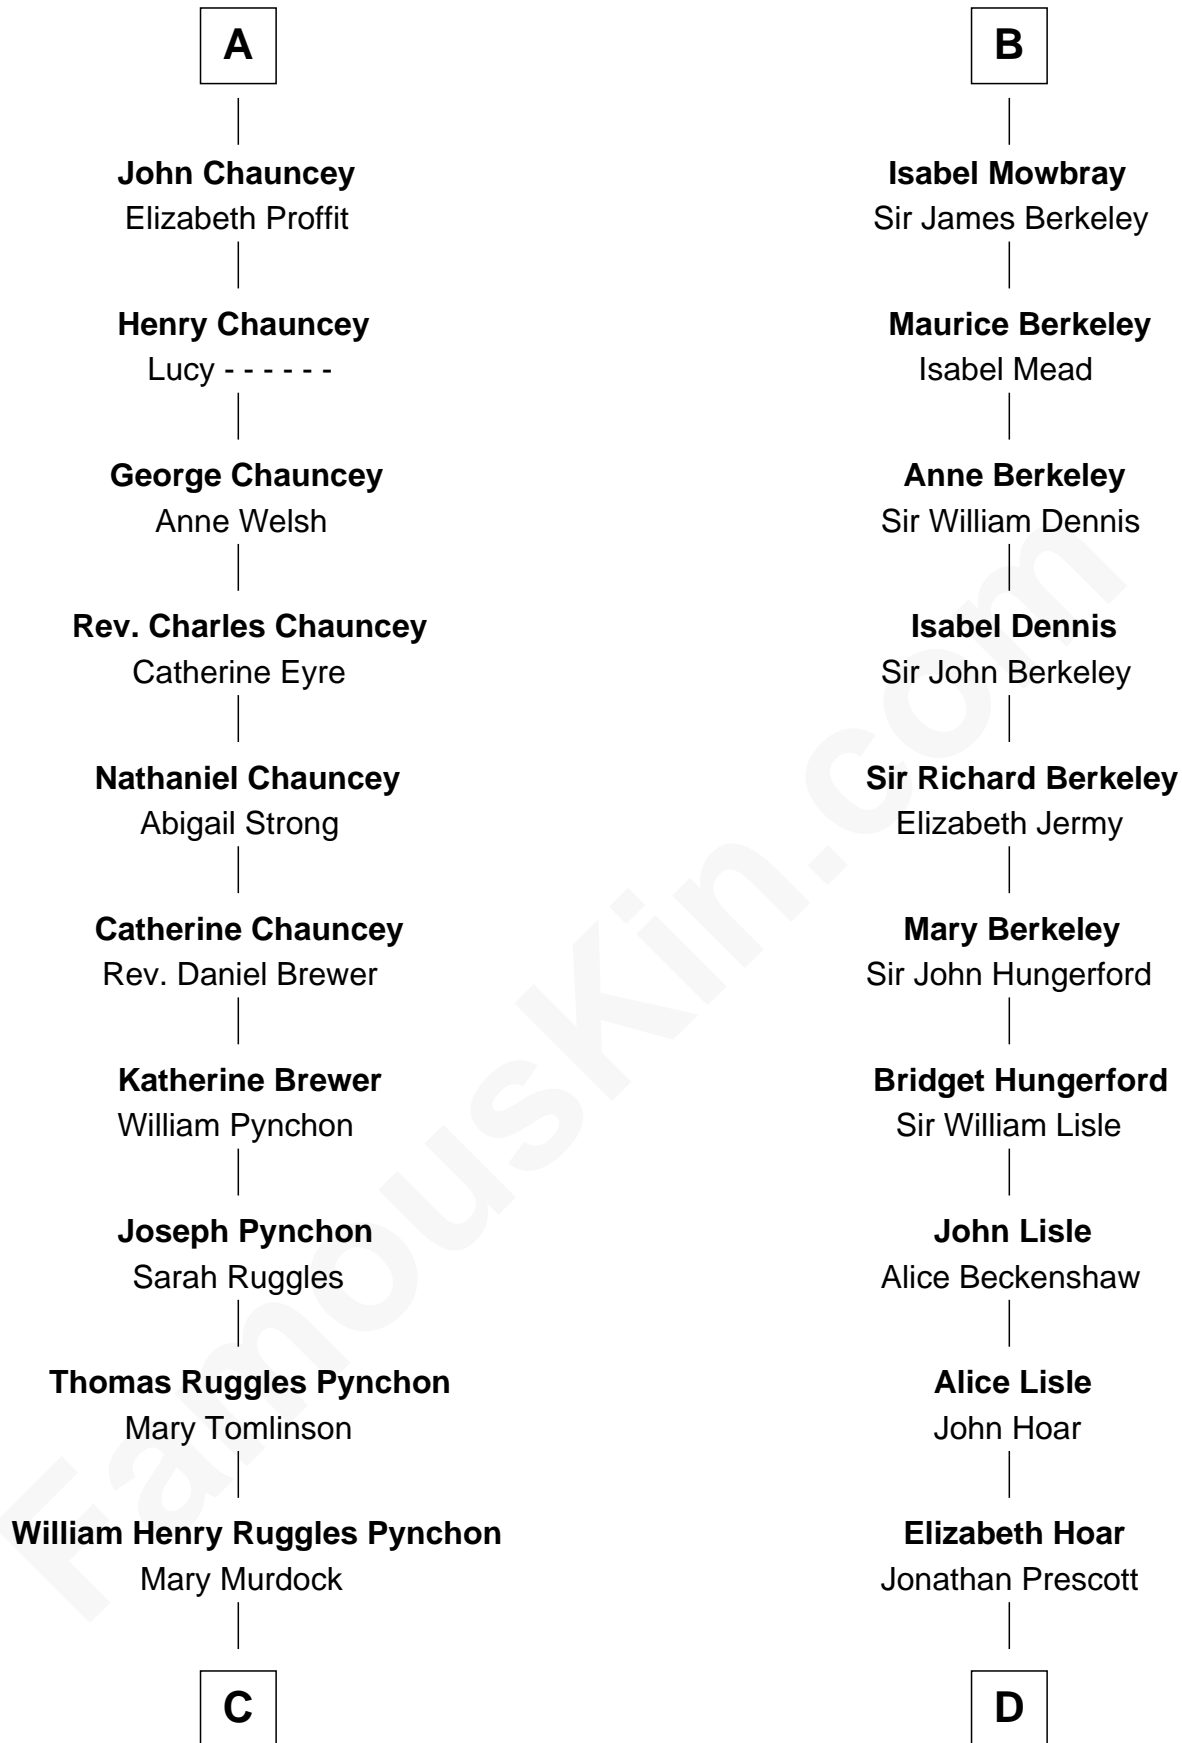 A
John Chauncey
Elizabeth Proffit
Henry Chauncey
Lucy - - - - - -
George Chauncey
Anne Welsh
Rev. Charles Chauncey
Catherine Eyre
Nathaniel Chauncey
Abigail Strong
Catherine Chauncey
Rev. Daniel Brewer
Katherine Brewer
William Pynchon
Joseph Pynchon
Sarah Ruggles
Thomas Ruggles Pynchon
Mary Tomlinson
William Henry Ruggles Pynchon
Mary Murdock
C
B
Isabel Mowbray
Sir James Berkeley
Maurice Berkeley
Isabel Mead
Anne Berkeley
Sir William Dennis
Isabel Dennis
Sir John Berkeley
Sir Richard Berkeley
Elizabeth Jermy
Mary Berkeley
Sir John Hungerford
Bridget Hungerford
Sir William Lisle
John Lisle
Alice Beckenshaw
Alice Lisle
John Hoar
Elizabeth Hoar
Jonathan Prescott
D
FamousKin.com